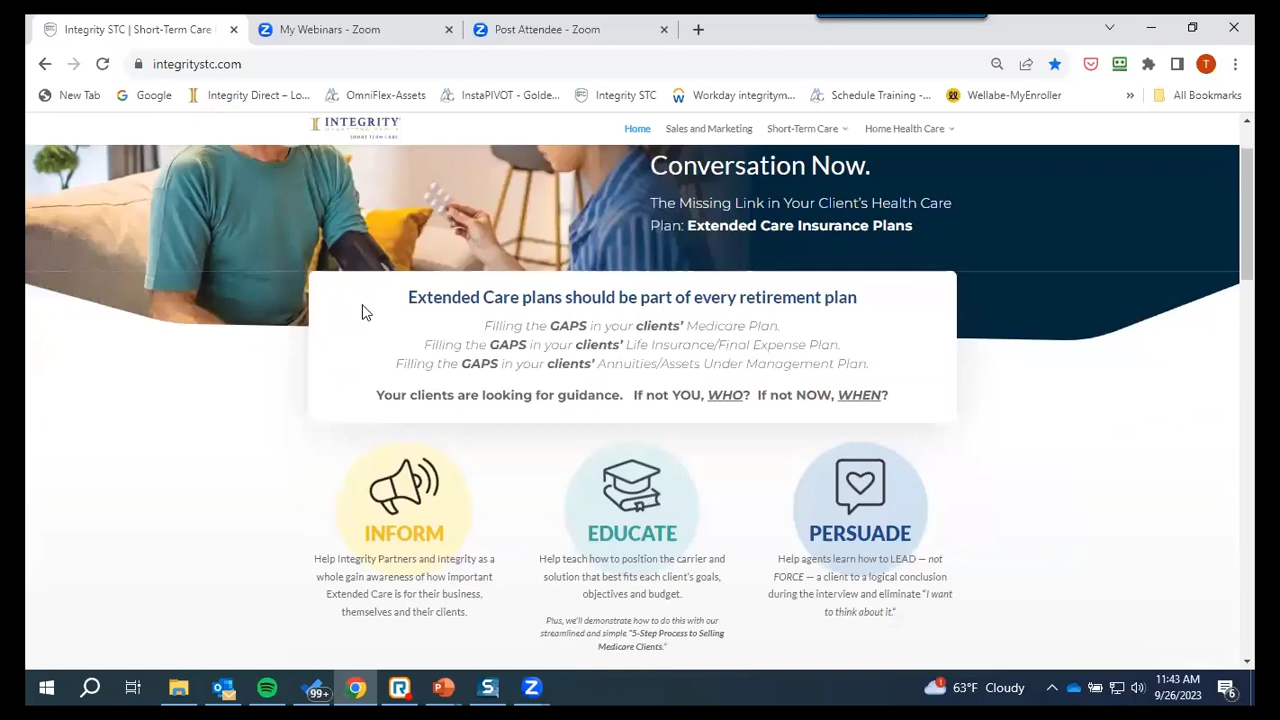 Integrity STC | Short-Term Care
My Webinars - Zoom
Post Attendee - Zoom
integritystc.com
New Tab
Google
Integrity Direct – Lo...
OmniFlex-Assets
InstaPIVOT - Golde...
Integrity STC
Workday integritym...
Schedule Training -...
Wellabe-MyEnroller
»
All Bookmarks
T
INTEGRITY
SHORT TERM CARE
Home
Sales and Marketing
Short-Term Care
Home Health Care
Conversation Now.
The Missing Link in Your Client's Health Care
Plan: Extended Care Insurance Plans
Extended Care plans should be part of every retirement plan
Filling the GAPS in your clients' Medicare Plan.
Filling the GAPS in your clients' Life Insurance/Final Expense Plan.
Filling the GAPS in your clients' Annuities/Assets Under Management Plan.
Your clients are looking for guidance. If not YOU, WHO? If not NOW, WHEN?
INFORM
Help Integrity Partners and Integrity as a
whole gain awareness of how important
Extended Care is for their business,
themselves and their clients.
EDUCATE
Help teach how to position the carrier and
solution that best fits each client's goals,
objectives and budget.
Plus, we'll demonstrate how to do this with our
streamlined and simple "5-Step Process to Selling
Medicare Clients."
PERSUADE
Help agents learn how to LEAD — not
FORCE — a client to a logical conclusion
during the interview and eliminate "I want
to think about it."
99+
63°F Cloudy
11:43 AM
9/26/2023
6